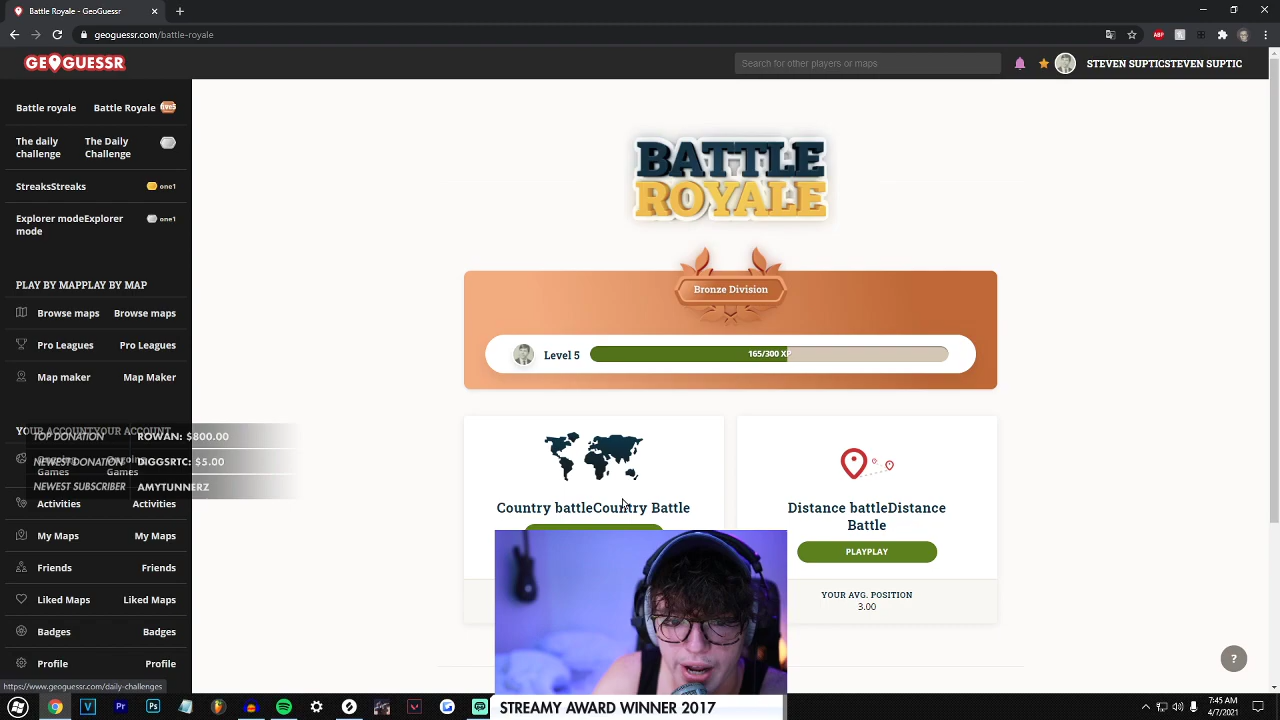 Battle Royale - GeoGuessr
geoguessr.com/battle-royale
GEOGUESSR
Search for other players or maps
STEVEN SUPTICSTEVEN SUPTIC
Battle royale Battle Royale
The daily challenge The Daily Challenge
StreaksStreaks one1
Explorer modeExplorer mode one1
PLAY BY MAPPLAY BY MAP
Browse maps Browse maps
Pro Leagues Pro Leagues
Map maker Map Maker
YOUR ACCOUNTYOUR ACCOUNT
Ongoing Games Ongoing Games
Activities Activities
My Maps My Maps
Friends Friends
Liked Maps Liked Maps
Badges Badges
Profile Profile
TOP DONATION ROWAN: $800.00
NEWEST DONATION DIGGSRTC: $5.00
NEWEST SUBSCRIBER AMYTUNNERZ
BATTLE
ROYALE
Bronze Division
Level 5 165/300 XP
Country battleCountry Battle
Distance battleDistance
Battle
PLAYPLAY
YOUR AVG. POSITION
3.00
?
https://www.geoguessr.com/daily-challenges
STREAMY AWARD WINNER 2017
7:45 AM
4/7/2021